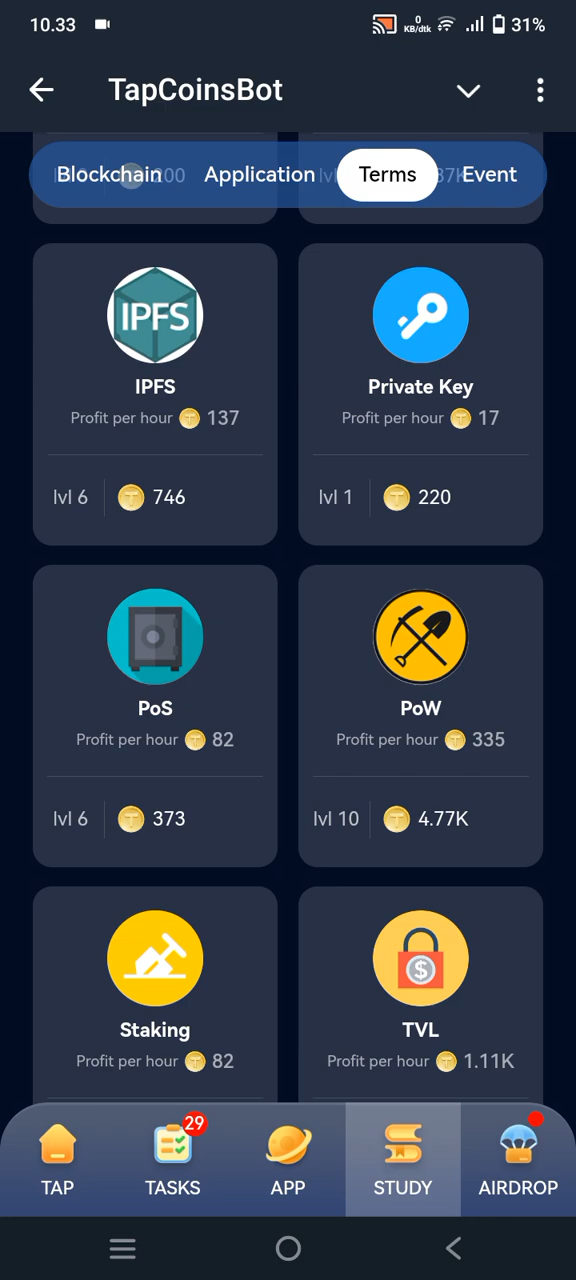 10.33
0
KB/dtk
31%
TapCoinsBot
Blockchain
Application
Terms
Event
200
IPFS
IPFS
Profit per hour 137
lvl 6
746
Private Key
Profit per hour 17
lvl 1
220
PoS
Profit per hour 82
lvl 6
373
PoW
Profit per hour 335
lvl 10
4.77K
Staking
Profit per hour 82
TVL
Profit per hour 1.11K
TAP
29
TASKS
APP
STUDY
AIRDROP